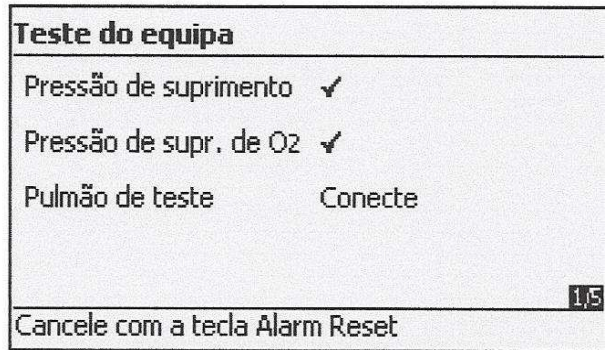 Teste do equipa
Pressão de suprimento ✓
Pressão de supr. de O2 ✓
Pulmão de teste Conecte
1/5
Cancele com a tecla Alarm Reset